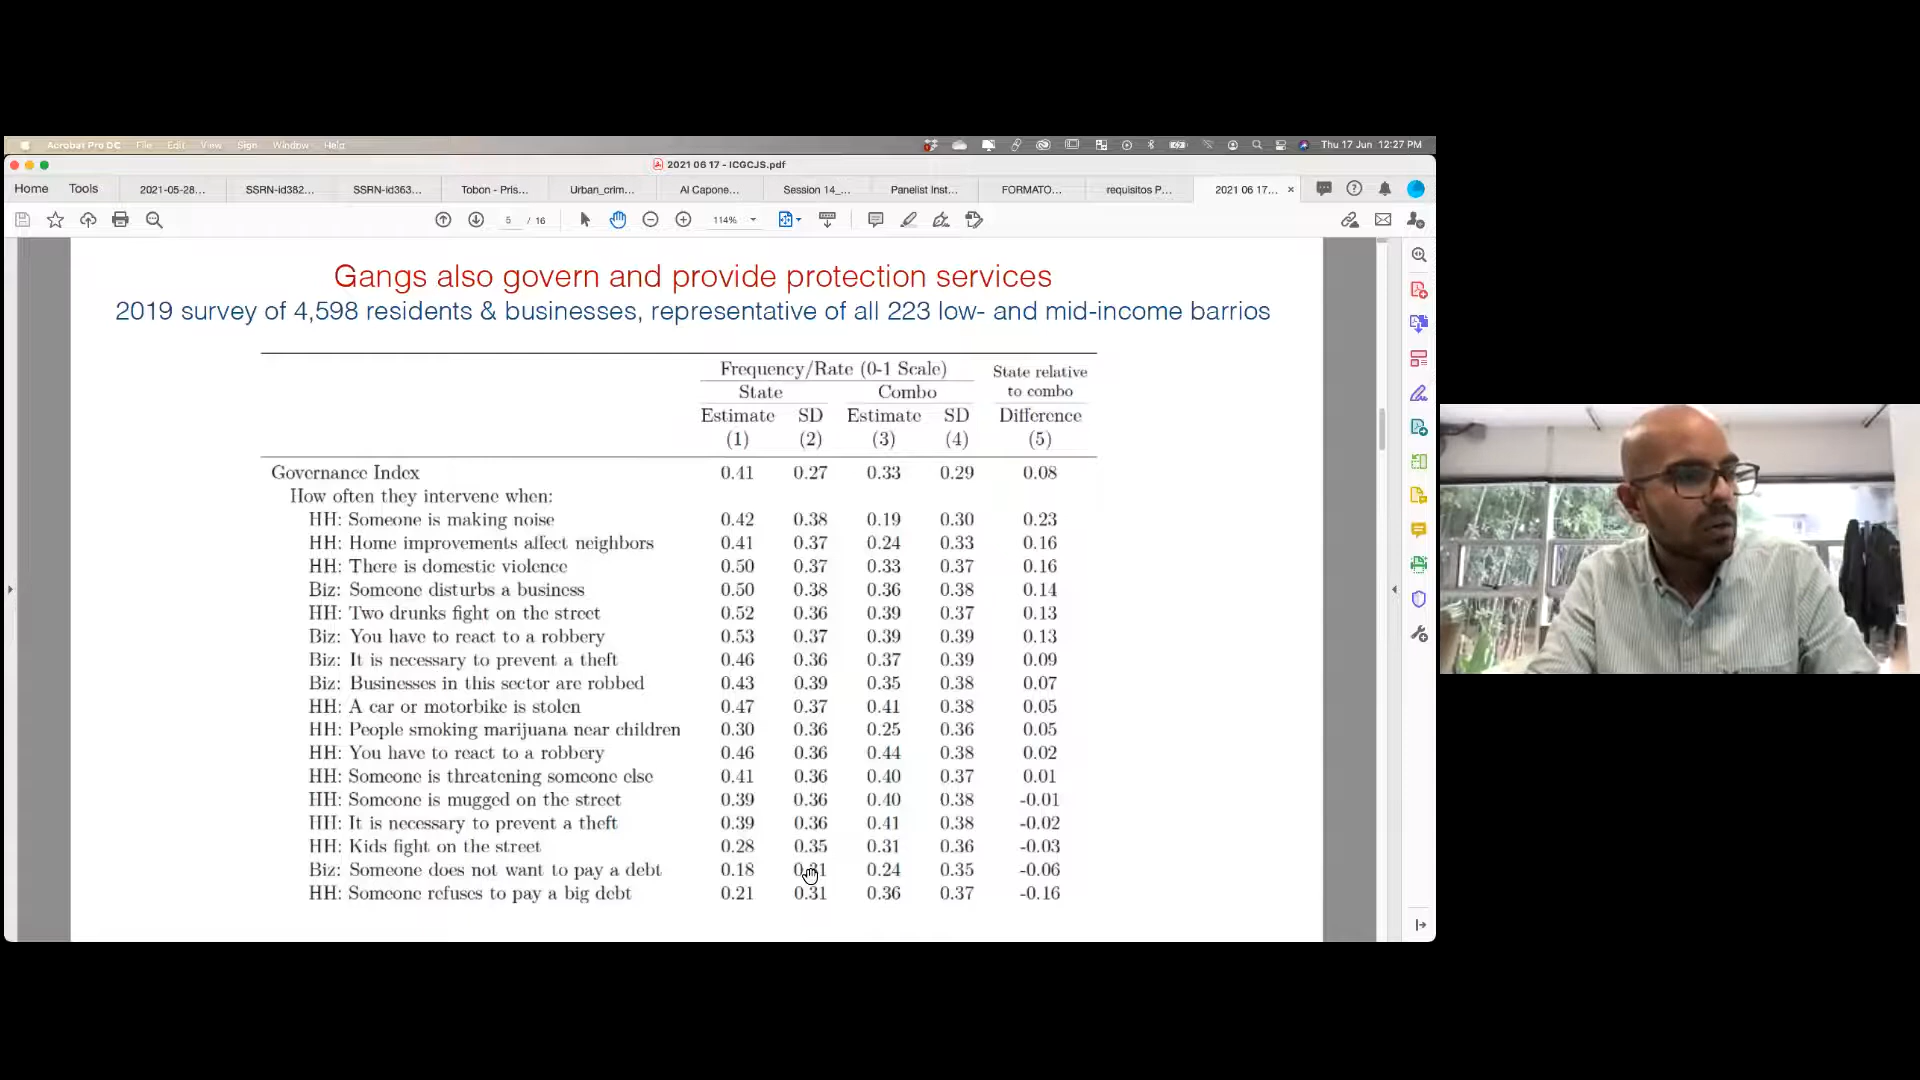 Acrobat Pro DC File Edit View Sign Window Help Thu 17 Jun 12:27 PM
2021 06 17 - ICGCJS.pdf
Home Tools 2021-05-28... SSRN-id382... SSRN-id363... Tobon - Pris... Urban_crim... Al Capone... Session 14_... Panelist Inst... FORMATO... requisitos P... 2021 06 17... ×
5 / 16 114%
Gangs also govern and provide protection services
2019 survey of 4,598 residents & businesses, representative of all 223 low- and mid-income barrios
Frequency/Rate (0-1 Scale) State relative
State Combo to combo
Estimate SD Estimate SD Difference
(1) (2) (3) (4) (5)
Governance Index 0.41 0.27 0.33 0.29 0.08
How often they intervene when:
HH: Someone is making noise 0.42 0.38 0.19 0.30 0.23
HH: Home improvements affect neighbors 0.41 0.37 0.24 0.33 0.16
HH: There is domestic violence 0.50 0.37 0.33 0.37 0.16
Biz: Someone disturbs a business 0.50 0.38 0.36 0.38 0.14
HH: Two drunks fight on the street 0.52 0.36 0.39 0.37 0.13
Biz: You have to react to a robbery 0.53 0.37 0.39 0.39 0.13
Biz: It is necessary to prevent a theft 0.46 0.36 0.37 0.39 0.09
Biz: Businesses in this sector are robbed 0.43 0.39 0.35 0.38 0.07
HH: A car or motorbike is stolen 0.47 0.37 0.41 0.38 0.05
HH: People smoking marijuana near children 0.30 0.36 0.25 0.36 0.05
HH: You have to react to a robbery 0.46 0.36 0.44 0.38 0.02
HH: Someone is threatening someone else 0.41 0.36 0.40 0.37 0.01
HH: Someone is mugged on the street 0.39 0.36 0.40 0.38 -0.01
HH: It is necessary to prevent a theft 0.39 0.36 0.41 0.38 -0.02
HH: Kids fight on the street 0.28 0.35 0.31 0.36 -0.03
Biz: Someone does not want to pay a debt 0.18 0.31 0.24 0.35 -0.06
HH: Someone refuses to pay a big debt 0.21 0.31 0.36 0.37 -0.16